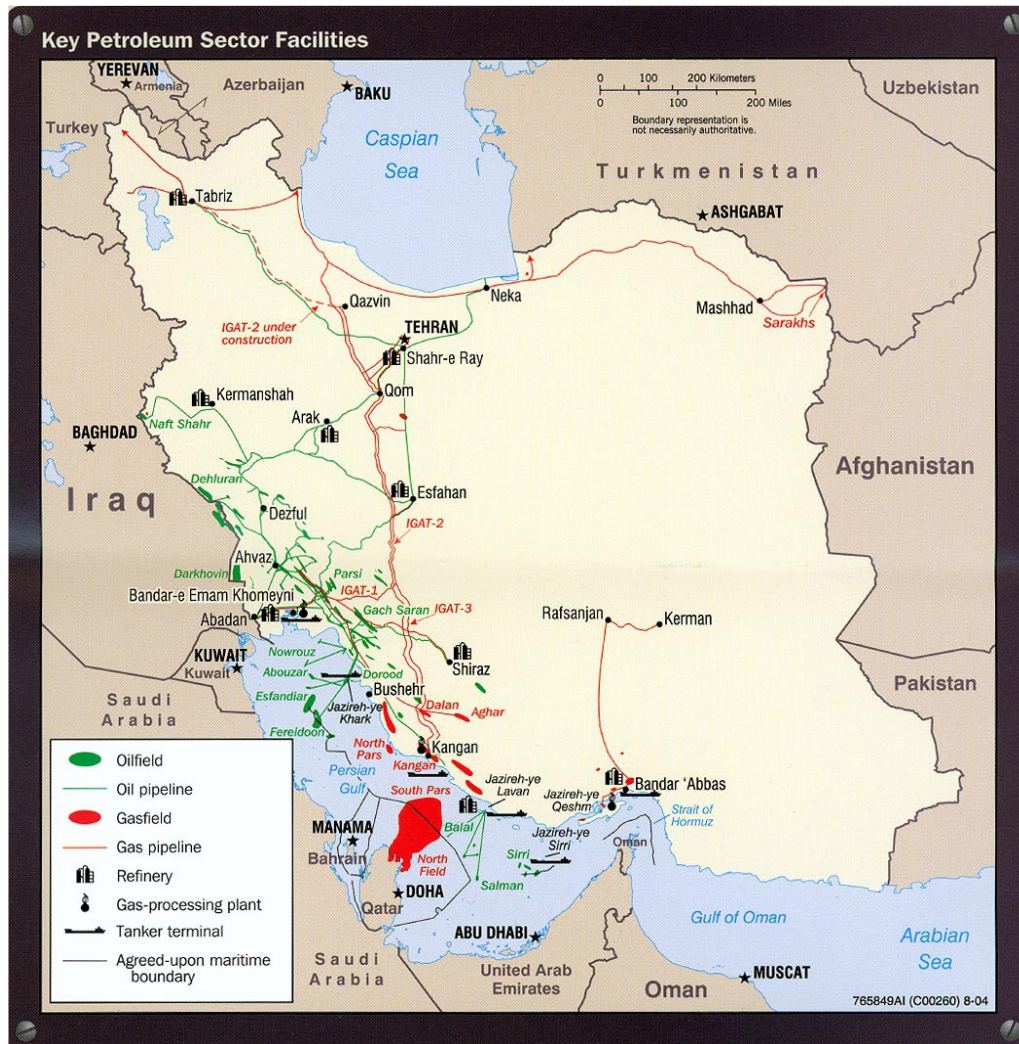 Key Petroleum Sector Facilities
YEREVAN
Armenia
Azerbaijan
BAKU
0 100 200 Kilometers
0 100 200 Miles
Boundary representation is
not necessarily authoritative.
Uzbekistan
Turkey
Caspian
Sea
Turkmenistan
ASHGABAT
Tabriz
Neka
Qazvin
Mashhad
Sarakhs
IGAT-2 under
construction
TEHRAN
Shahr-e Ray
Qom
Kermanshah
Arak
Naft Shahr
BAGHDAD
Iraq
Afghanistan
Dehluran
Esfahan
Dezful
IGAT-2
Ahvaz
Darkhovin
Parsi
Bandar-e Emam Khomeyni
IGAT-1
Gach Saran
IGAT-3
Abadan
Rafsanjan
Kerman
KUWAIT
Kuwait
Nowrouz
Shiraz
Abouzar
Dorood
Pakistan
Saudi
Arabia
Esfandiar
Bushehr
Jazireh-ye
Khark
Dalan
Aghar
Fereidoon
North
Pars
Kangan
Kangan
Persian
Gulf
South Pars
Jazireh-ye
Lavan
Jazireh-ye
Qeshm
Bandar ‘Abbas
Strait of
Hormuz
MANAMA
Bahrain
Balal
Jazireh-ye
Sirri
Oman
North
Field
Sirri
Salman
DOHA
Qatar
Gulf of Oman
ABU DHABI
Arabian
Sea
Saudi
Arabia
United Arab
Emirates
Oman
MUSCAT
Oilfield
Oil pipeline
Gasfield
Gas pipeline
Refinery
Gas-processing plant
Tanker terminal
Agreed-upon maritime
boundary
765849AI (C00260) 8-04